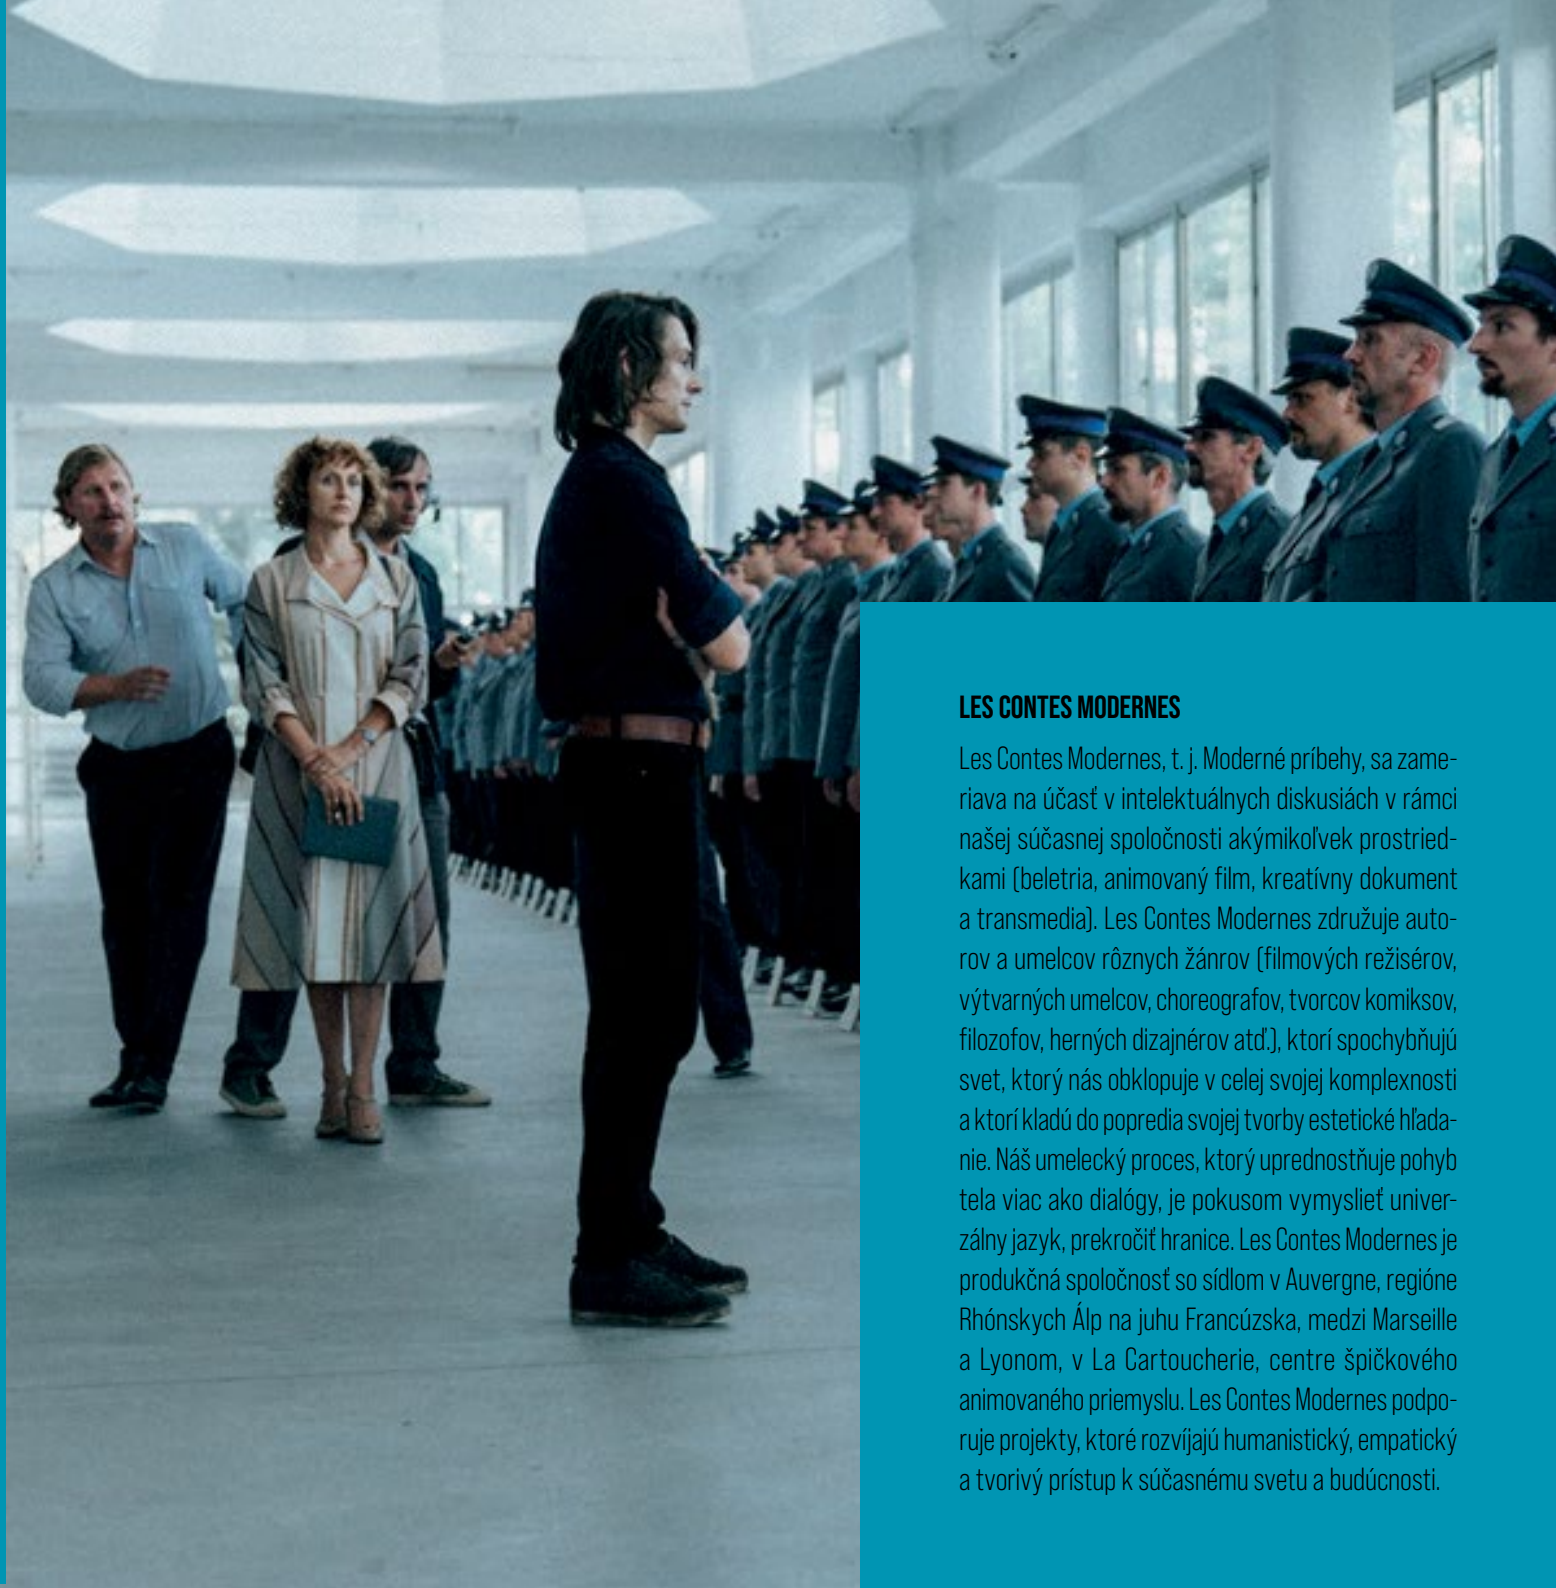 LES CONTES MODERNES
Les Contes Modernes, t. j. Moderné príbehy, sa zame-
riava na účasť v intelektuálnych diskusiách v rámci
našej súčasnej spoločnosti akýmikoľvek prostried-
kami (beletria, animovaný film, kreatívny dokument
a transmedia). Les Contes Modernes združuje auto-
rov a umelcov rôznych žánrov (filmových režisérov,
výtvarných umelcov, choreografov, tvorcov komiksov,
filozofov, herných dizajnérov atď.), ktorí spochybňujú
svet, ktorý nás obklopuje v celej svojej komplexnosti
a ktorí kladú do popredia svojej tvorby estetické hľada-
nie. Náš umelecký proces, ktorý uprednostňuje pohyb
tela viac ako dialógy, je pokusom vymyslieť univer-
zálny jazyk, prekročiť hranice. Les Contes Modernes je
produkčná spoločnosť so sídlom v Auvergne, regióne
Rhónskych Álp na juhu Francúzska, medzi Marseille
a Lyonom, v La Cartoucherie, centre špičkového
animovaného priemyslu. Les Contes Modernes podpo-
ruje projekty, ktoré rozvíjajú humanistický, empatický
a tvorivý prístup k súčasnému svetu a budúcnosti.